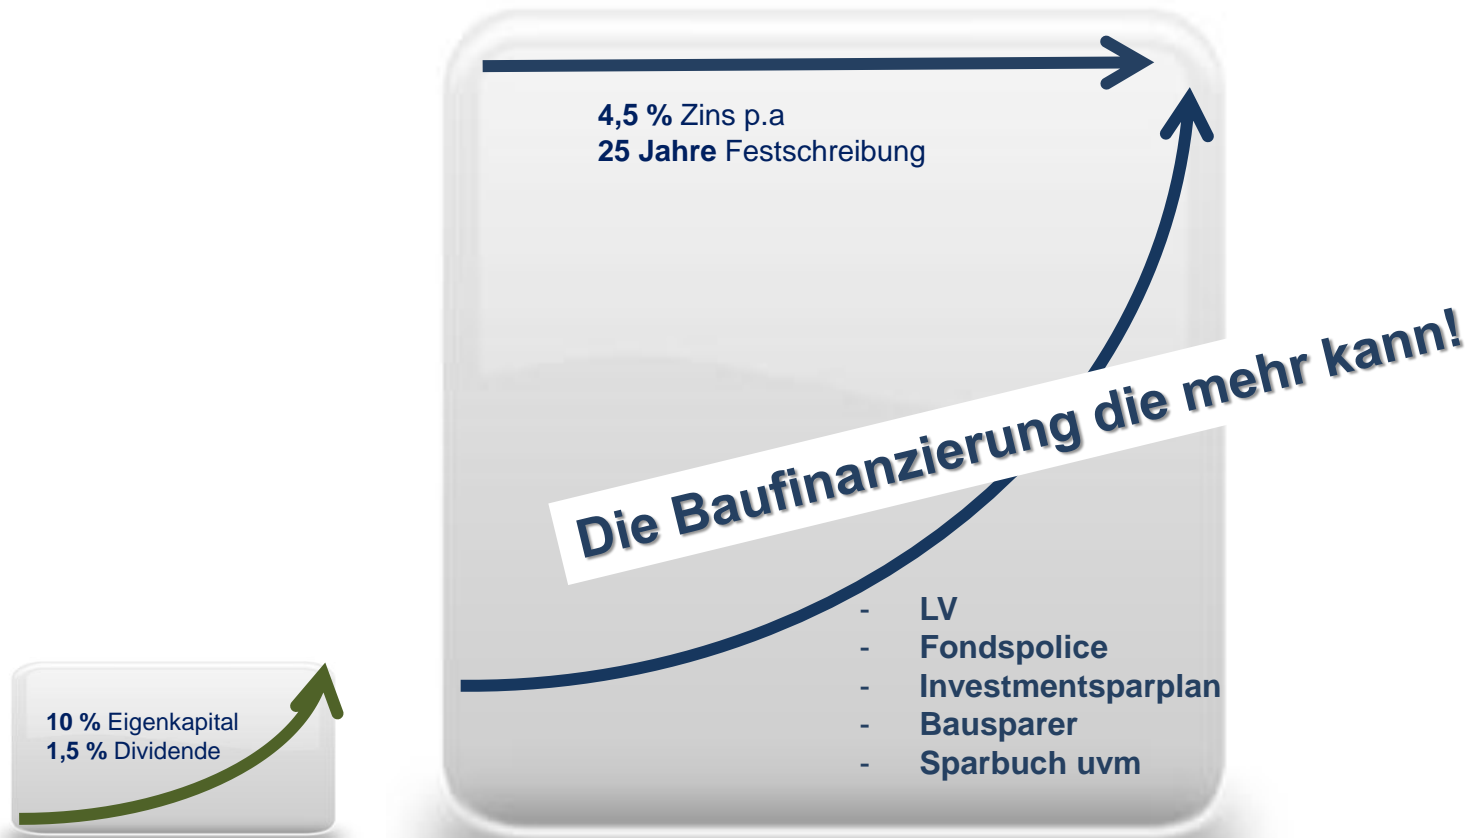 4,5 % Zins p.a
25 Jahre Festschreibung
Die Baufinanzierung die mehr kann!
- LV
- Fondspolice
- Investmentsparplan
- Bausparer
- Sparbuch uvm
10 % Eigenkapital
1,5 % Dividende